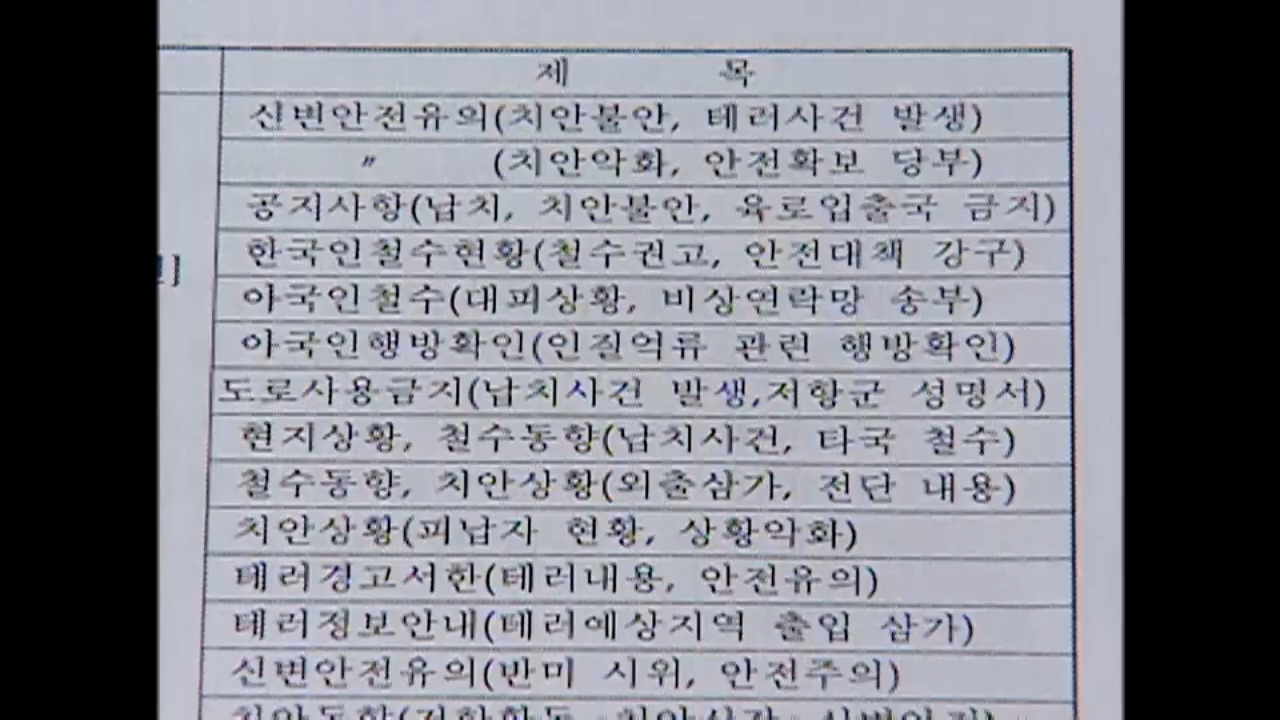 제 목
신변안전유의(치안불안, 테러사건 발생)
〃 (치안악화, 안전확보 당부)
공지사항(납치, 치안불안, 육로입출국 금지)
한국인철수현황(철수권고, 안전대책 강구)
아국인철수(대피상황, 비상연락망 송부)
아국인행방확인(인질억류 관련 행방확인)
도로사용금지(납치사건 발생,저항군 성명서)
현지상황, 철수동향(납치사건, 타국 철수)
철수동향, 치안상황(외출삼가, 전단 내용)
치안상황(피납자 현황, 상황악화)
테러경고서한(테러내용, 안전유의)
테러정보안내(테러예상지역 출입 삼가)
신변안전유의(반미 시위, 안전주의)